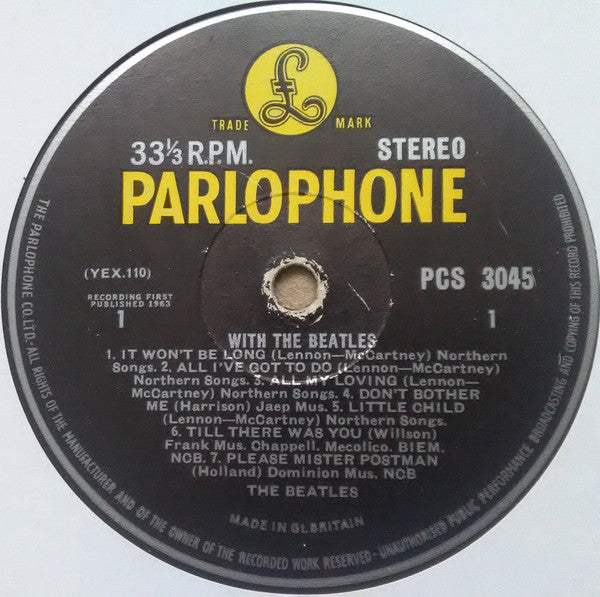 £
TRADE MARK
33⅓ R.P.M. STEREO
PARLOPHONE
(YEX.110) PCS 3045
RECORDING FIRST
PUBLISHED 1963
1 1
WITH THE BEATLES
1. IT WON'T BE LONG (Lennon—McCartney) Northern
Songs. 2. ALL I'VE GOT TO DO (Lennon—McCartney)
Northern Songs. 3. ALL MY LOVING (Lennon—
McCartney) Northern Songs. 4. DON'T BOTHER
ME (Harrison) Jaep Mus. 5. LITTLE CHILD
(Lennon—McCartney) Northern Songs.
6. TILL THERE WAS YOU (Willson)
Frank Mus. Chappell. Mecolico. BIEM.
NCB. 7. PLEASE MISTER POSTMAN
(Holland) Dominion Mus. NCB
THE BEATLES
MADE IN GT. BRITAIN
THE PARLOPHONE CO. LTD · ALL RIGHTS OF THE MANUFACTURER AND OF THE OWNER OF THE RECORDED WORK RESERVED · UNAUTHORISED PUBLIC PERFORMANCE BROADCASTING AND COPYING OF THIS RECORD PROHIBITED